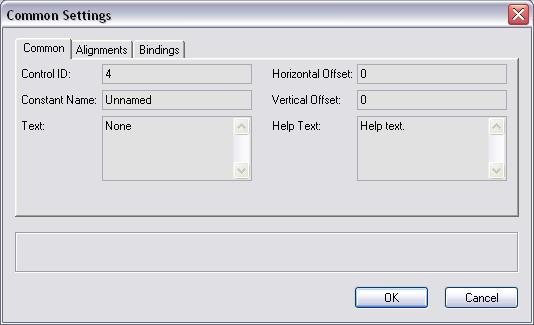 Common Settings
Common Alignments Bindings
Control ID: 4 Horizontal Offset: 0
Constant Name: Unnamed Vertical Offset: 0
Text: None Help Text: Help text.
OK Cancel